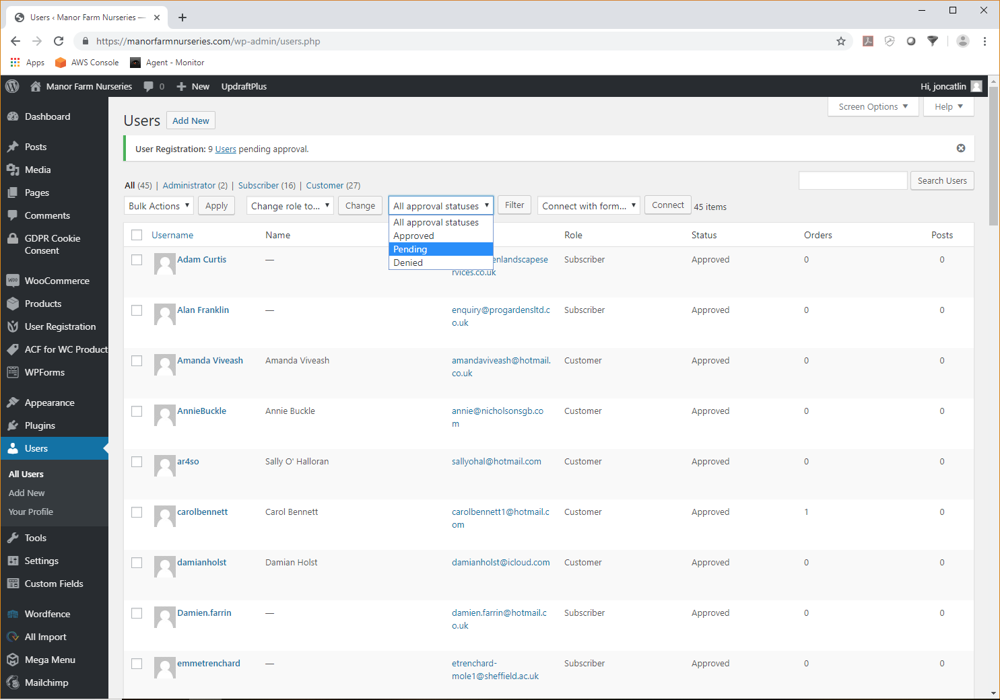 Users ‹ Manor Farm Nurseries —
https://manorfarmnurseries.com/wp-admin/users.php
Apps AWS Console Agent - Monitor
Manor Farm Nurseries 0 New UpdraftPlus Hi, joncatlin
Screen Options Help
Dashboard
Posts
Media
Pages
Comments
GDPR Cookie
Consent
WooCommerce
Products
User Registration
ACF for WC Product
WPForms
Appearance
Plugins
Users
All Users
Add New
Your Profile
Tools
Settings
Custom Fields
Wordfence
All Import
Mega Menu
Mailchimp
Users Add New
User Registration: 9 Users pending approval.
All (45) | Administrator (2) | Subscriber (16) | Customer (27)
Search Users
Bulk Actions Apply Change role to... Change All approval statuses Filter Connect with form... Connect 45 items
All approval statuses
Approved
Pending
Denied
Username Name Role Status Orders Posts
Adam Curtis — enlandscapese Subscriber Approved 0 0
rvices.co.uk
Alan Franklin — enquiry@progardensltd.c Subscriber Approved 0 0
o.uk
Amanda Viveash Amanda Viveash amandaviveash@hotmail. Customer Approved 0 0
co.uk
AnnieBuckle Annie Buckle annie@nicholsonsgb.co Customer Approved 0 0
m
ar4so Sally O' Halloran sallyohal@hotmail.com Customer Approved 0 0
carolbennett Carol Bennett carolbennett1@hotmail.c Customer Approved 1 0
om
damianholst Damian Holst damianholst@icloud.com Customer Approved 0 0
Damien.farrin — damien.farrin@hotmail.c Subscriber Approved 0 0
o.uk
emmetrenchard — etrenchard- Subscriber Approved 0 0
mole1@sheffield.ac.uk